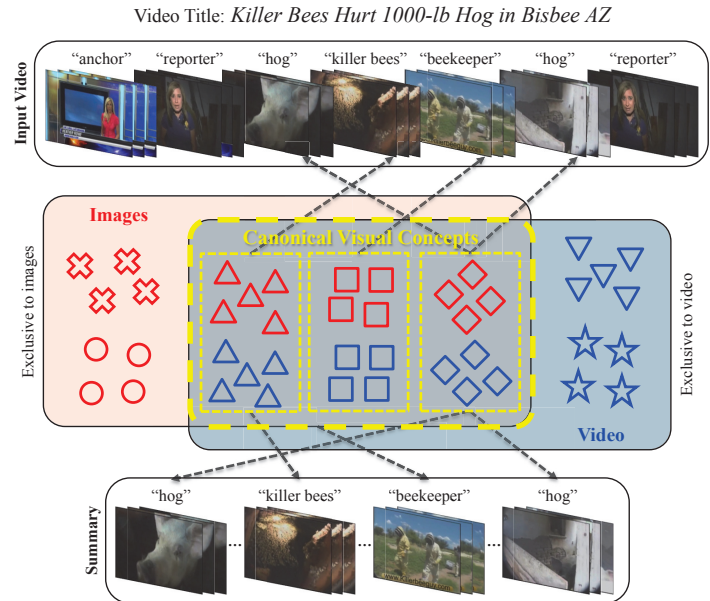 Video Title: Killer Bees Hurt 1000-lb Hog in Bisbee AZ
“anchor” “reporter” “hog” “killer bees” “beekeeper” “hog” “reporter”
Input Video
Images
Canonical Visual Concepts
Exclusive to images
Exclusive to video
Video
“hog” “killer bees” “beekeeper” “hog”
Summary